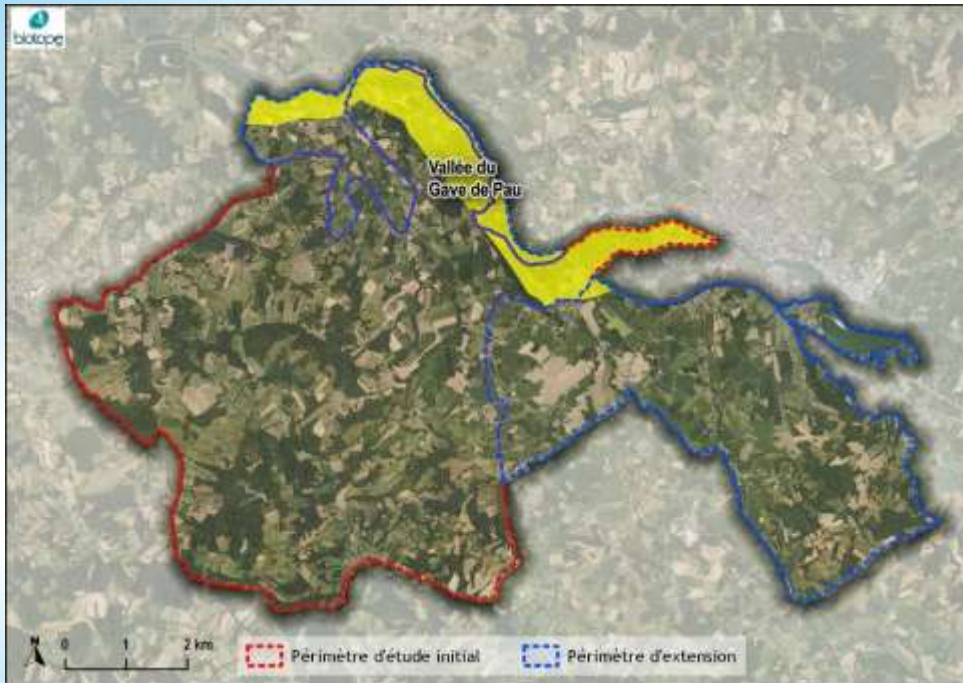 biotope
Vallée du
Gave de Pau
N
0 1 2 km
Périmètre d'étude initial
Périmètre d'extension